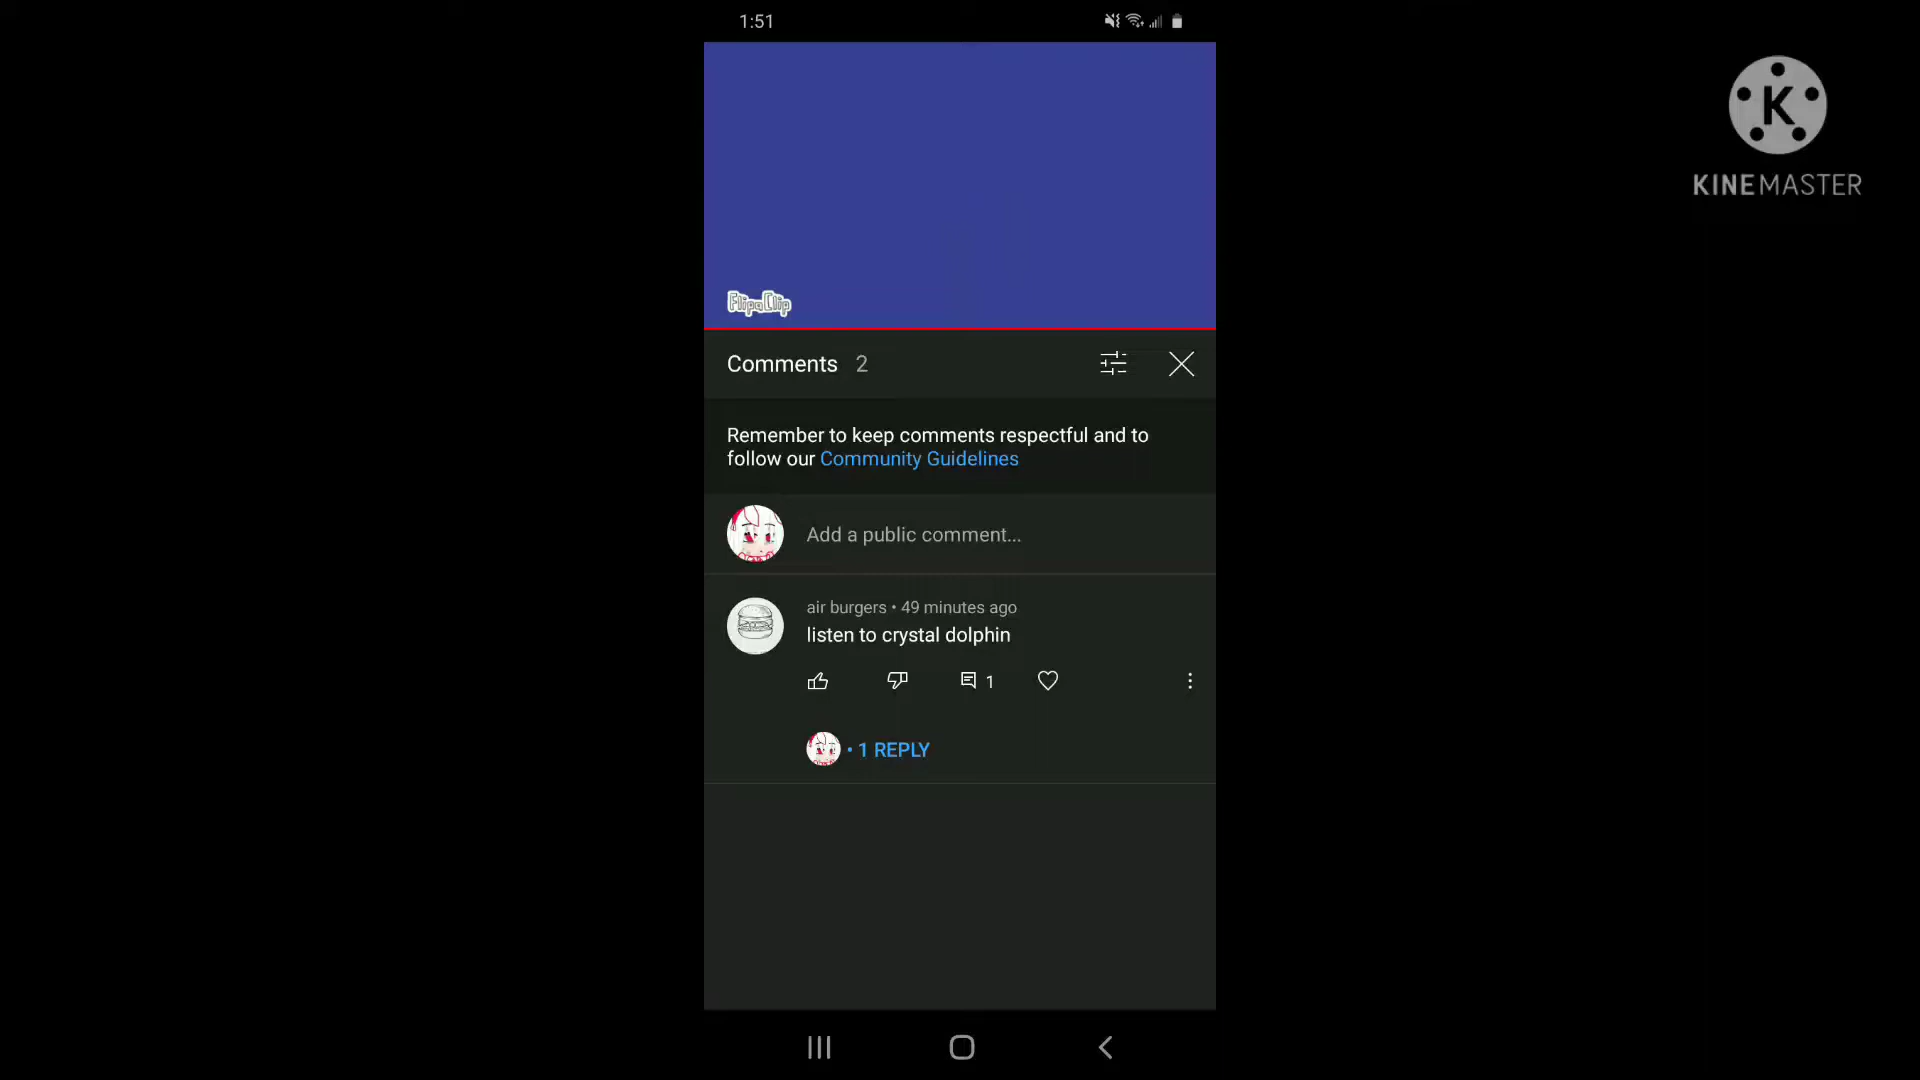 1:51
K
KINEMASTER
FlipaClip
Comments 2
Remember to keep comments respectful and to
follow our Community Guidelines
Add a public comment...
air burgers • 49 minutes ago
listen to crystal dolphin
1
• 1 REPLY